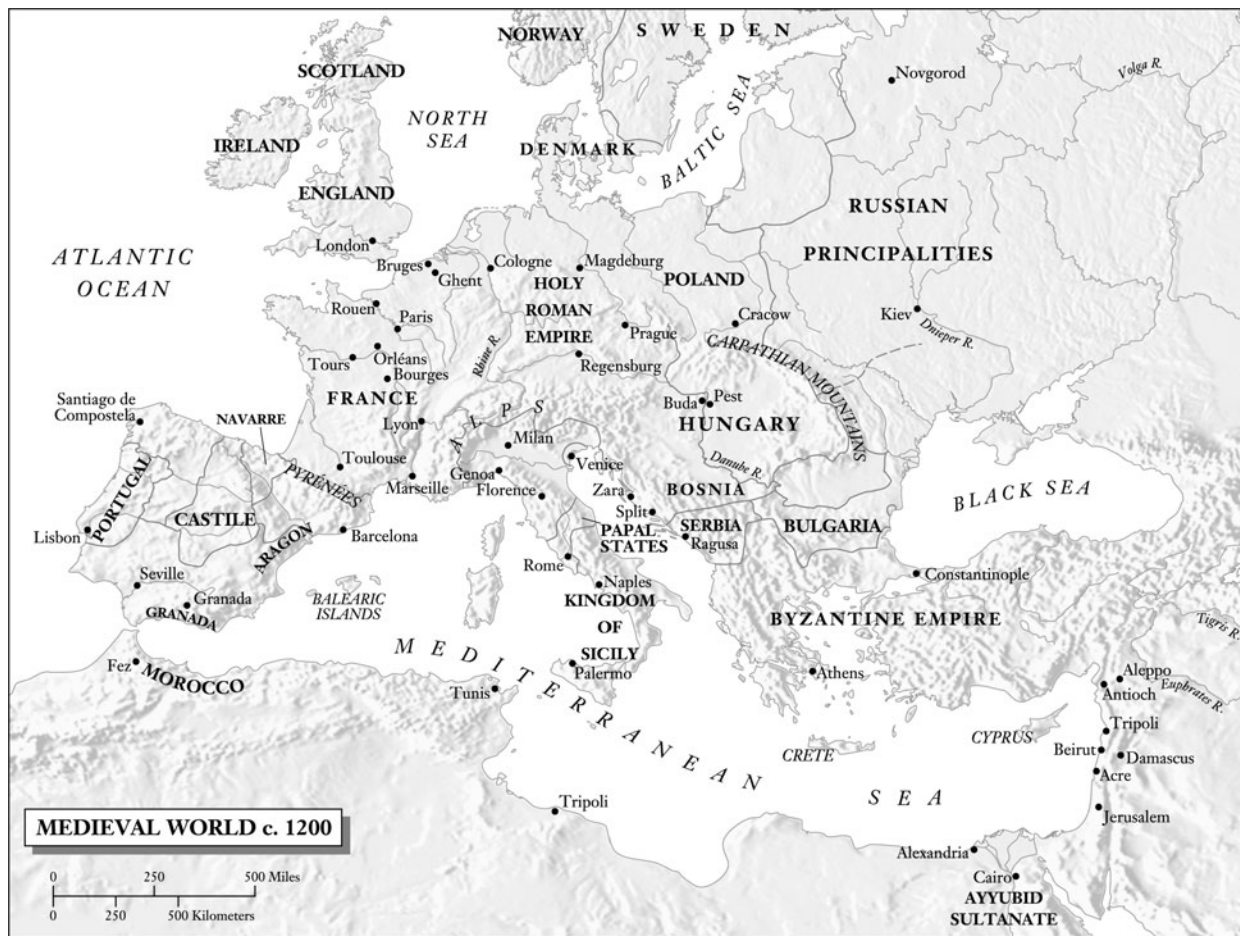 NORWAY
SWEDEN
SCOTLAND
Novgorod
Volga R.
NORTH
SEA
BALTIC SEA
IRELAND
DENMARK
ENGLAND
RUSSIAN
PRINCIPALITIES
London
ATLANTIC
OCEAN
Bruges
Ghent
Cologne
Magdeburg
HOLY
ROMAN
EMPIRE
POLAND
Rouen
Paris
Prague
Cracow
Kiev
Dnieper R.
Rhine R.
Orléans
Tours
Bourges
Regensburg
CARPATHIAN MOUNTAINS
FRANCE
Santiago de
Compostela
NAVARRE
Lyon
ALPS
Buda
Pest
HUNGARY
Milan
Toulouse
Venice
Genoa
Marseille
Florence
Danube R.
PYRÉNÉES
Zara
BOSNIA
BLACK SEA
PORTUGAL
CASTILE
Split
Lisbon
ARAGON
Barcelona
PAPAL
STATES
SERBIA
Ragusa
BULGARIA
Rome
Constantinople
Seville
Granada
GRANADA
BALEARIC
ISLANDS
Naples
KINGDOM
OF
SICILY
BYZANTINE EMPIRE
Tigris R.
Fez
MOROCCO
MEDITERRANEAN SEA
Palermo
Tunis
Athens
Aleppo
Antioch
Euphrates R.
CRETE
CYPRUS
Tripoli
Beirut
Damascus
Acre
Tripoli
Jerusalem
MEDIEVAL WORLD c. 1200
Alexandria
Cairo
AYYUBID
SULTANATE
0 250 500 Miles
0 250 500 Kilometers